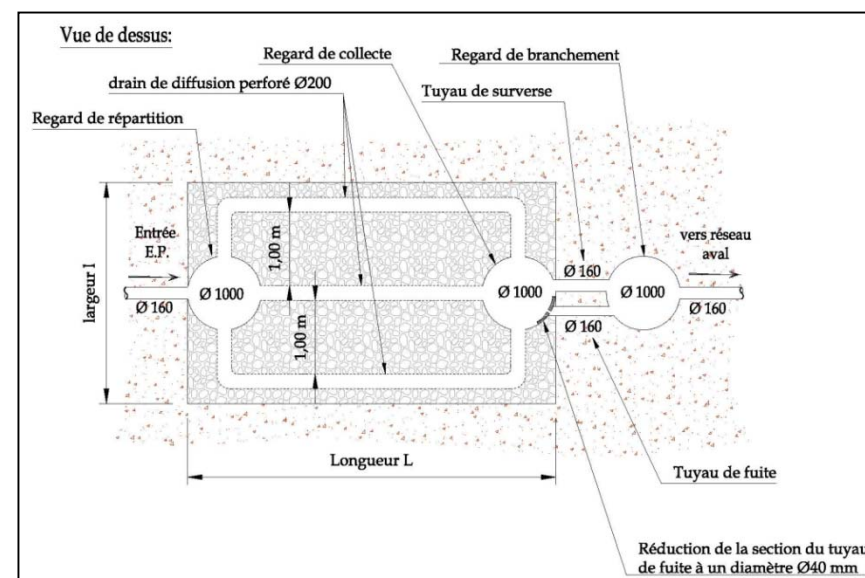 Vue de dessus:
Regard de collecte
Regard de branchement
drain de diffusion perforé Ø200
Tuyau de surverse
Regard de répartition
Entrée
E.P.
vers réseau
aval
largeur l
1,00 m
Ø 160
Ø 160
Ø 1000
Ø 1000
Ø 1000
Ø 160
Ø 160
1,00 m
Longueur L
Tuyau de fuite
Réduction de la section du tuyau
de fuite à un diamètre Ø40 mm